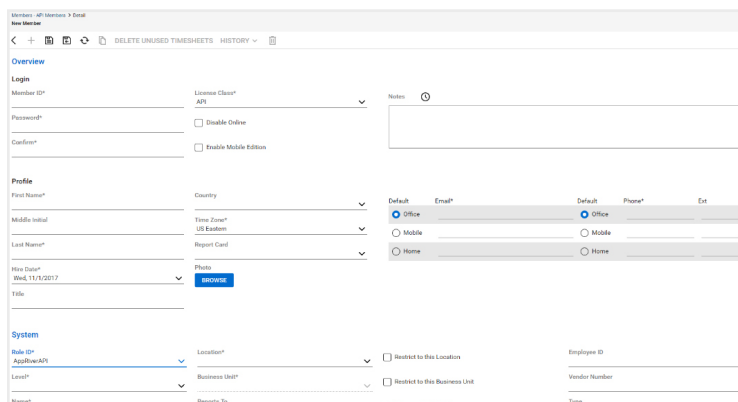 Members - API Members > Detail
New Member
DELETE UNUSED TIMESHEETS HISTORY
Overview
Login
Member ID*
License Class*
API
Notes
Password*
Disable Online
Confirm*
Enable Mobile Edition
Profile
First Name*
Country
Default Email* Default Phone* Ext
Office Office
Middle Initial
Time Zone*
US Eastern
Mobile Mobile
Last Name*
Report Card
Home Home
Hire Date*
Wed, 11/1/2017
Photo
BROWSE
Title
System
Role ID*
AppRiverAPI
Location*
Restrict to this Location
Employee ID
Level*
Business Unit*
Restrict to this Business Unit
Vendor Number
Name*
Reports To
Type